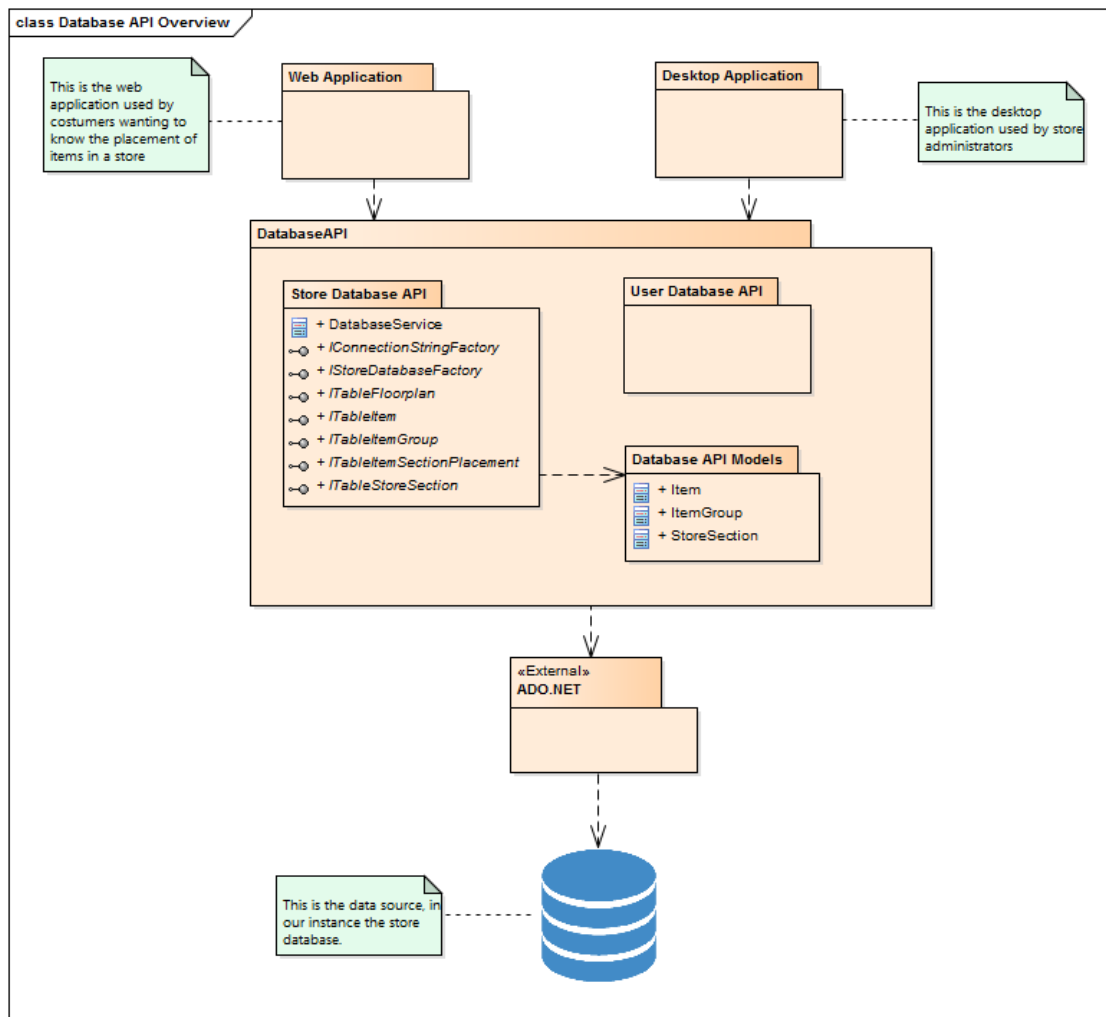 class Database API Overview
This is the web
application used by
costumers wanting to
know the placement of
items in a store
Web Application
Desktop Application
This is the desktop
application used by store
administrators
DatabaseAPI
Store Database API
+ DatabaseService
+ IConnectionStringFactory
+ IStoreDatabaseFactory
+ ITableFloorplan
+ ITableItem
+ ITableItemGroup
+ ITableItemSectionPlacement
+ ITableStoreSection
User Database API
Database API Models
+ Item
+ ItemGroup
+ StoreSection
«External»
ADO.NET
This is the data source, in
our instance the store
database.